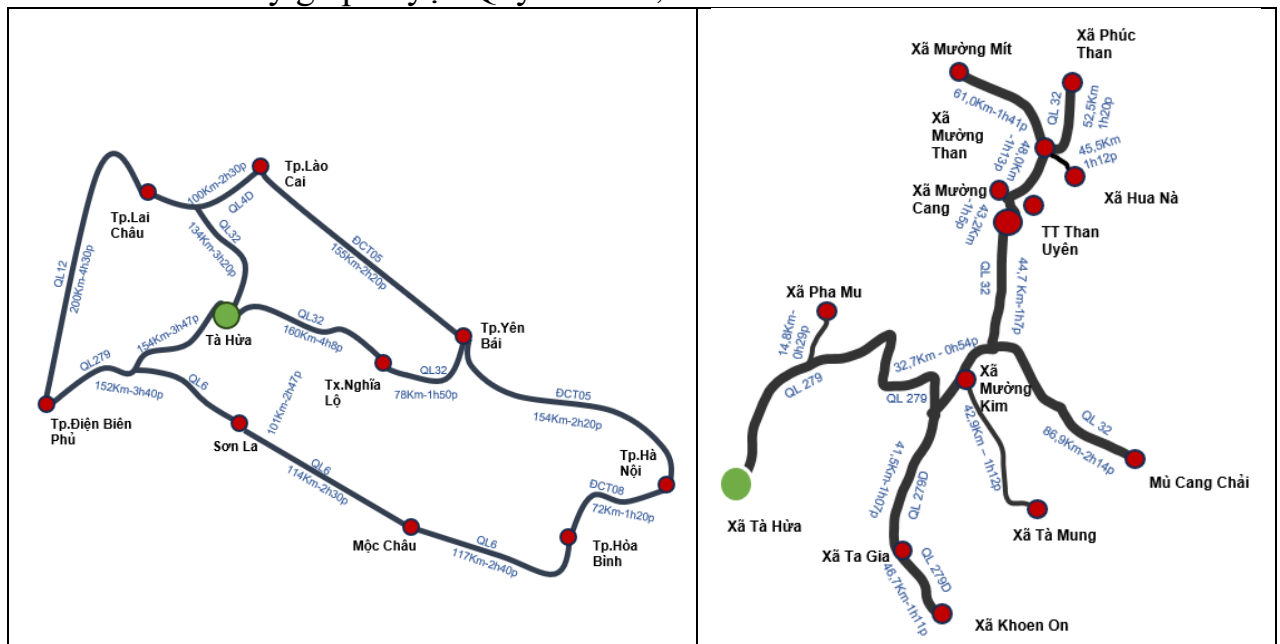 Tp.Lào
Cai
100Km-2h30p
QL4D
Tp.Lai
Châu
QL32
134Km-3h20p
ĐCT05
155Km-2h20p
QL12
200Km-4h30p
Tà Hừa
154Km-3h47p
QL32
160Km-4h8p
Tp.Yên
Bái
QL279
152Km-3h40p
QL6
Tx.Nghĩa
Lộ
QL32
78Km-1h50p
ĐCT05
154Km-2h20p
101Km-2h47p
Tp.Điện Biên
Phủ
Sơn La
QL6
114Km-2h30p
Tp.Hà
Nội
ĐCT08
72Km-1h20p
Mộc Châu
QL6
117Km-2h40p
Tp.Hòa
Bình
Xã Mường Mít
Xã Phúc
Than
61,0Km-1h41p
QL 32
52,5Km
1h20p
Xã
Mường
Than
48,0Km
-1h13p
45,5Km
1h12p
Xã Hua Nà
Xã Mường
Cang
43,2Km
-1h5p
TT Than
Uyên
QL 32
44,7 Km-1h7p
Xã Pha Mu
14,8Km-
0h29p
QL 279
32,7Km - 0h54p
QL 279
Xã
Mường
Kim
42,9Km – 1h12p
QL 32
86,9Km-2h14p
Mù Cang Chải
Xã Tà Hừa
41,5Km-1h07p
QL 279D
Xã Tà Mung
Xã Ta Gia
QL 279D
46,7Km-1h11p
Xã Khoen On